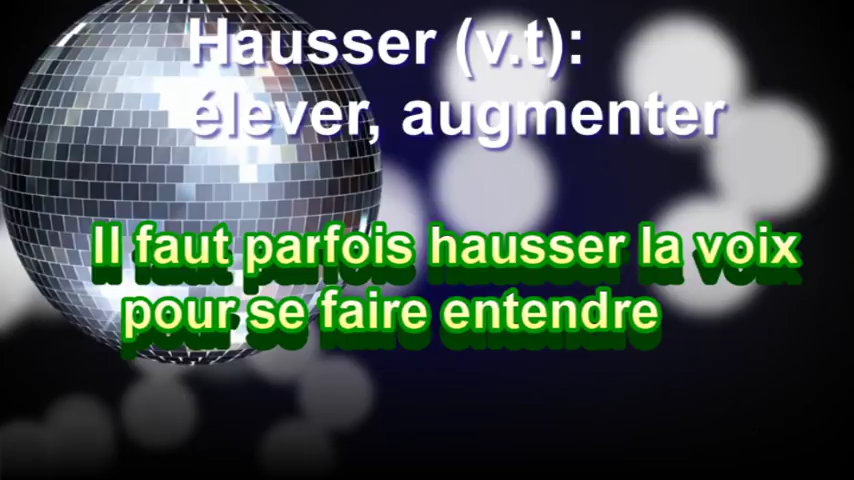 Hausser (v.t):
élever, augmenter
Il faut parfois hausser la voix
pour se faire entendre